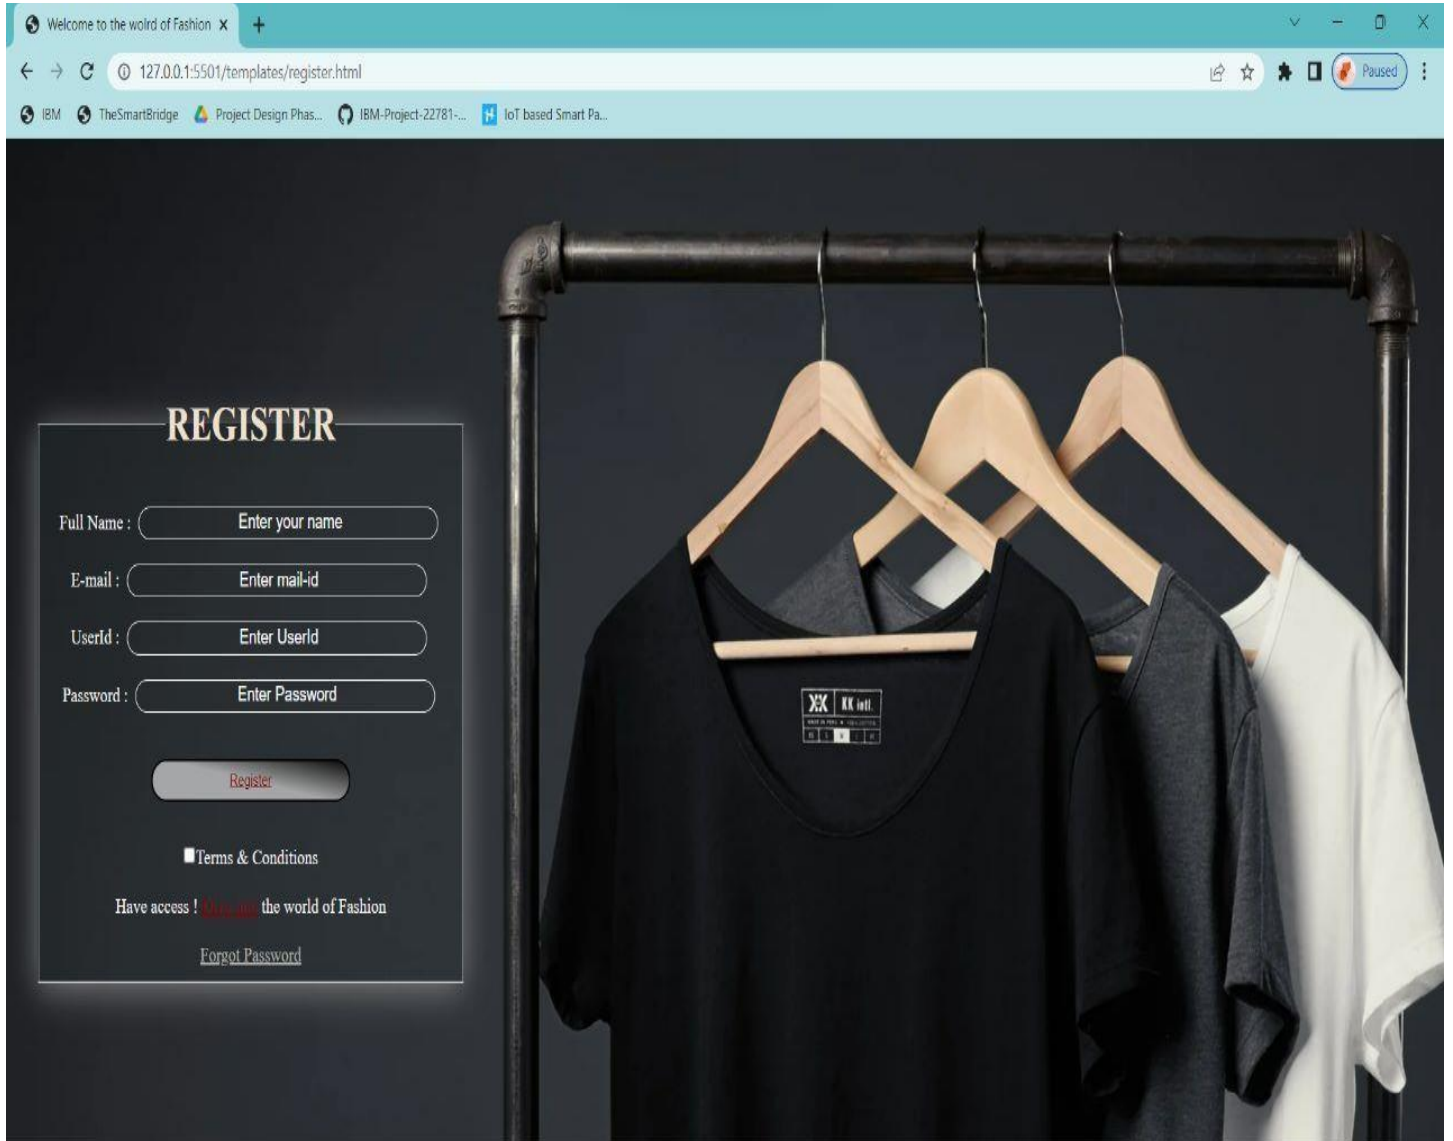 Welcome to the wolrd of Fashion
127.0.0.1:5501/templates/register.html
Paused
IBM
TheSmartBridge
Project Design Phas...
IBM-Project-22781-...
IoT based Smart Pa...
REGISTER
Full Name : Enter your name
E-mail : Enter mail-id
UserId : Enter UserId
Password : Enter Password
Register
Terms & Conditions
Have access ! the world of Fashion
Forgot Password
KK intl.